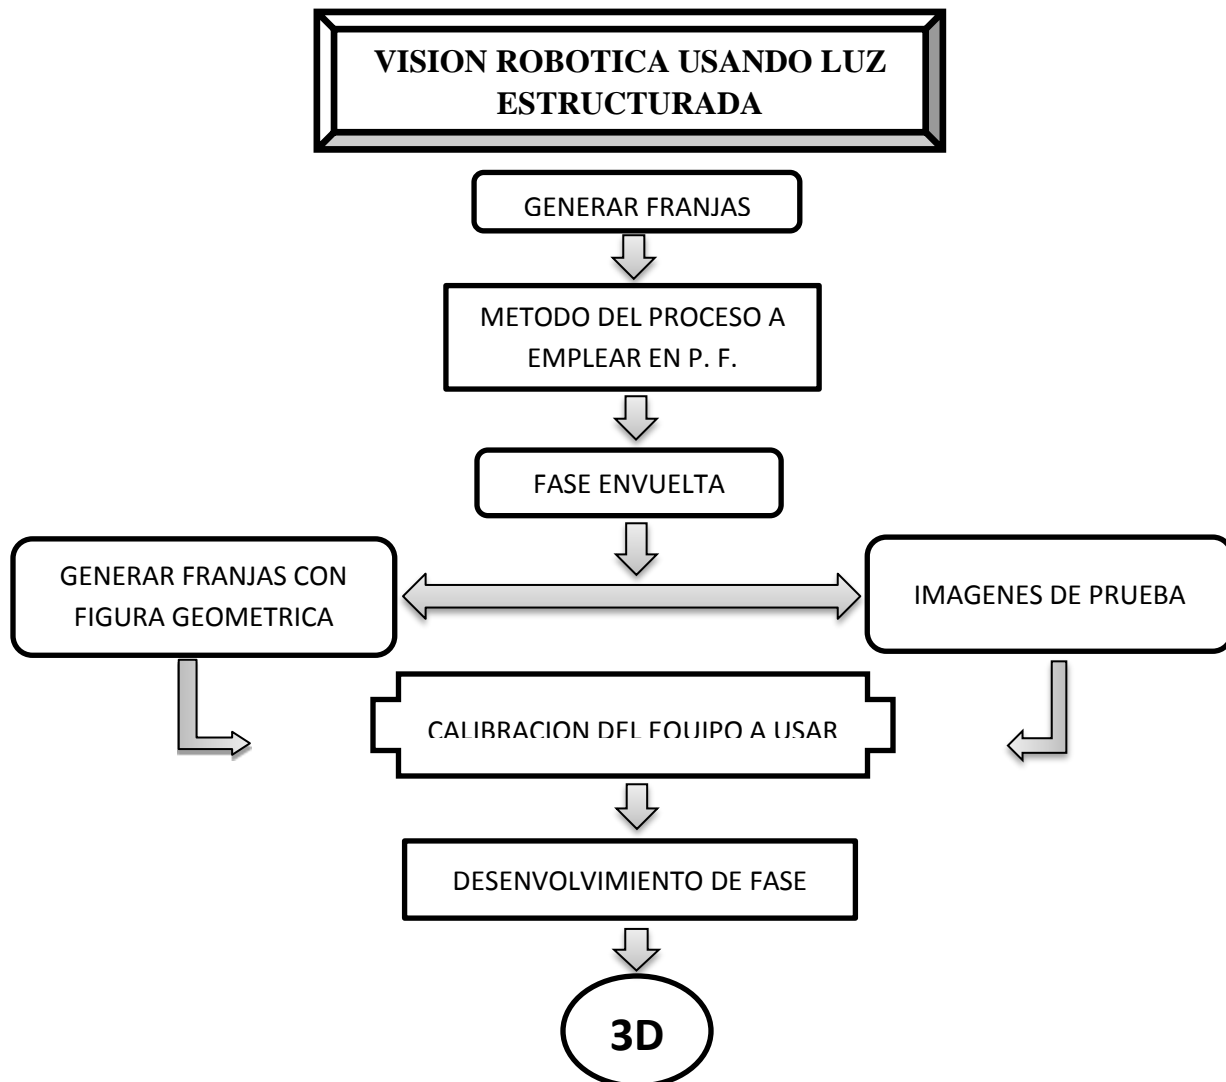 VISION ROBOTICA USANDO LUZ
ESTRUCTURADA
GENERAR FRANJAS
METODO DEL PROCESO A
EMPLEAR EN P. F.
FASE ENVUELTA
GENERAR FRANJAS CON
FIGURA GEOMETRICA
IMAGENES DE PRUEBA
CALIBRACION DEL EQUIPO A USAR
DESENVOLVIMIENTO DE FASE
3D